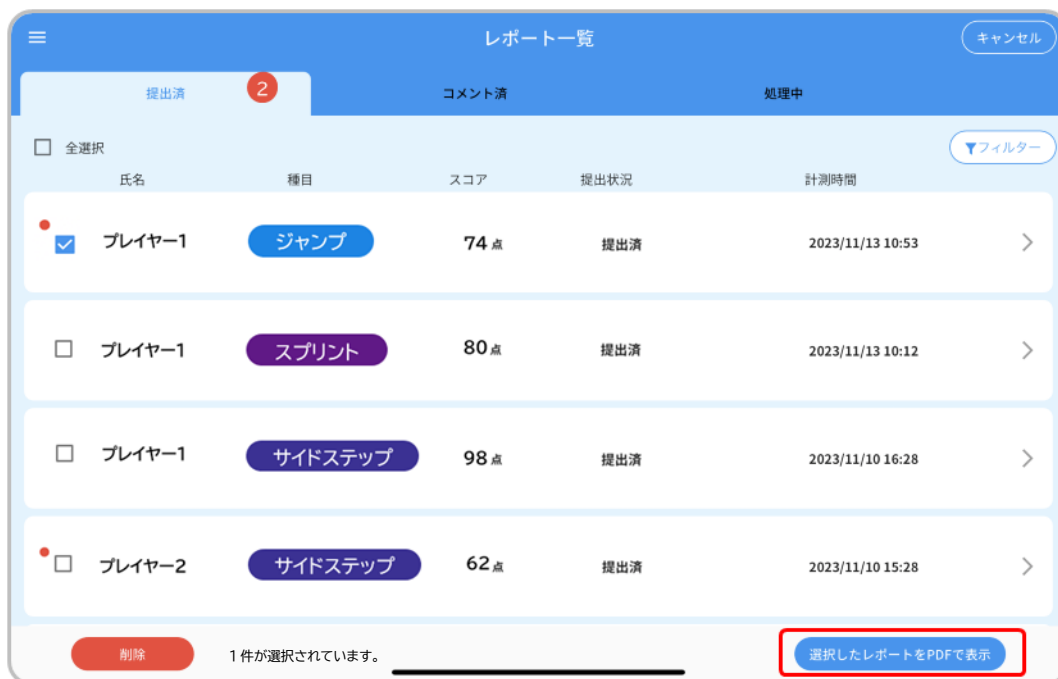 レポート一覧
キャンセル
提出済 2
コメント済
処理中
全選択
フィルター
氏名 種目 スコア 提出状況 計測時間
プレイヤー1 ジャンプ 74点 提出済 2023/11/13 10:53
プレイヤー1 スプリント 80点 提出済 2023/11/13 10:12
プレイヤー1 サイドステップ 98点 提出済 2023/11/10 16:28
プレイヤー2 サイドステップ 62点 提出済 2023/11/10 15:28
削除 1件が選択されています。 選択したレポートをPDFで表示